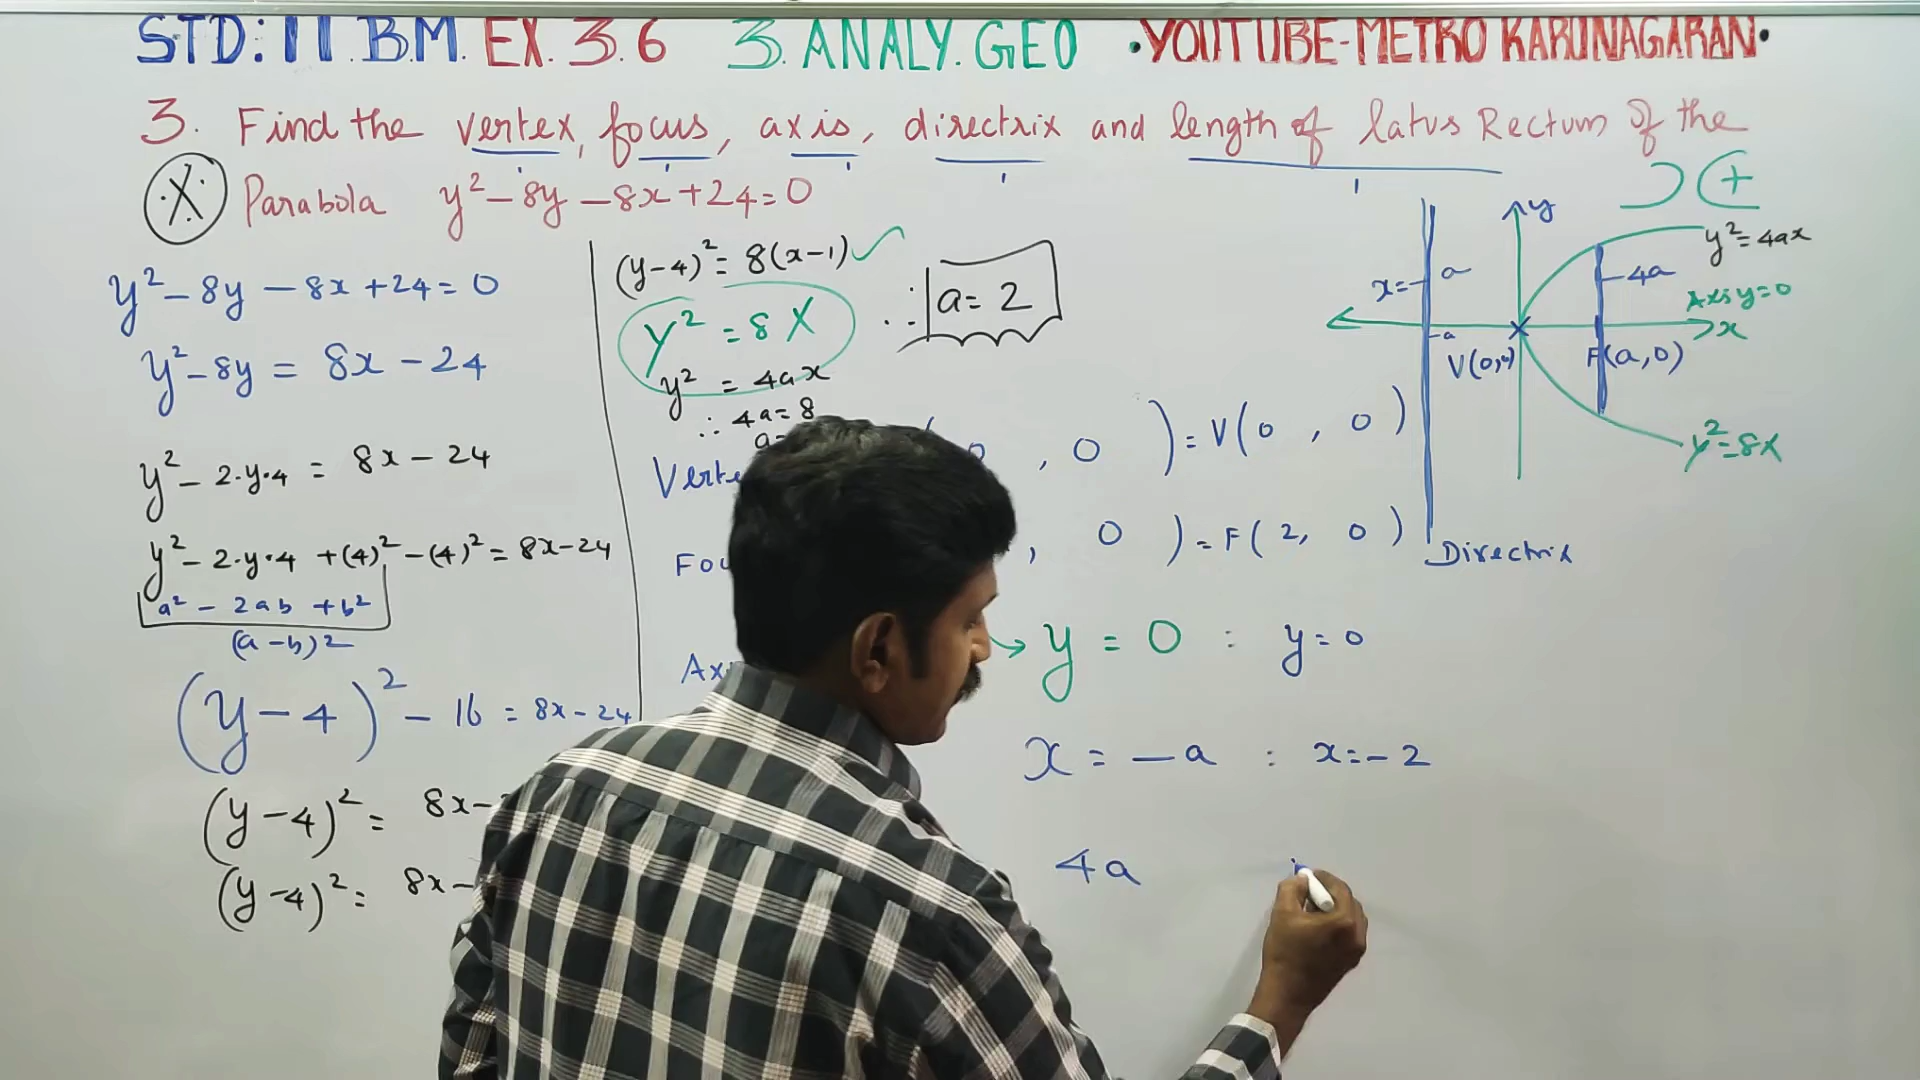 STD: 11. B.M. EX. 3.6 3. ANALY. GEO • YOUTUBE-METRO KARUNAGARAN •
3. Find the vertex, focus, axis, directrix and length of latus Rectum of the
Parabola y² - 8y - 8x + 24 = 0
y² - 8y - 8x + 24 = 0
y² - 8y = 8x - 24
y² - 2·y·4 = 8x - 24
y² - 2·y·4 + (4)² - (4)² = 8x - 24
a² - 2ab + b²
(a - b)²
(y - 4)² - 16 = 8x - 24
(y - 4)² = 8x -
(y - 4)² = 8x -
(y - 4)² = 8(x - 1) ✓
Y² = 8X
y² = 4ax
∴ 4a = 8
∴ a = 2
, 0 ) = V(0, 0)
, 0 ) = F(2, 0)
→ y = 0 : y = 0
x = -a : x = -2
4a
y
(+
y² = 4ax
x = - a
4a
Axis y = 0
x
-a
F(a, 0)
y² = 8X
Directrix